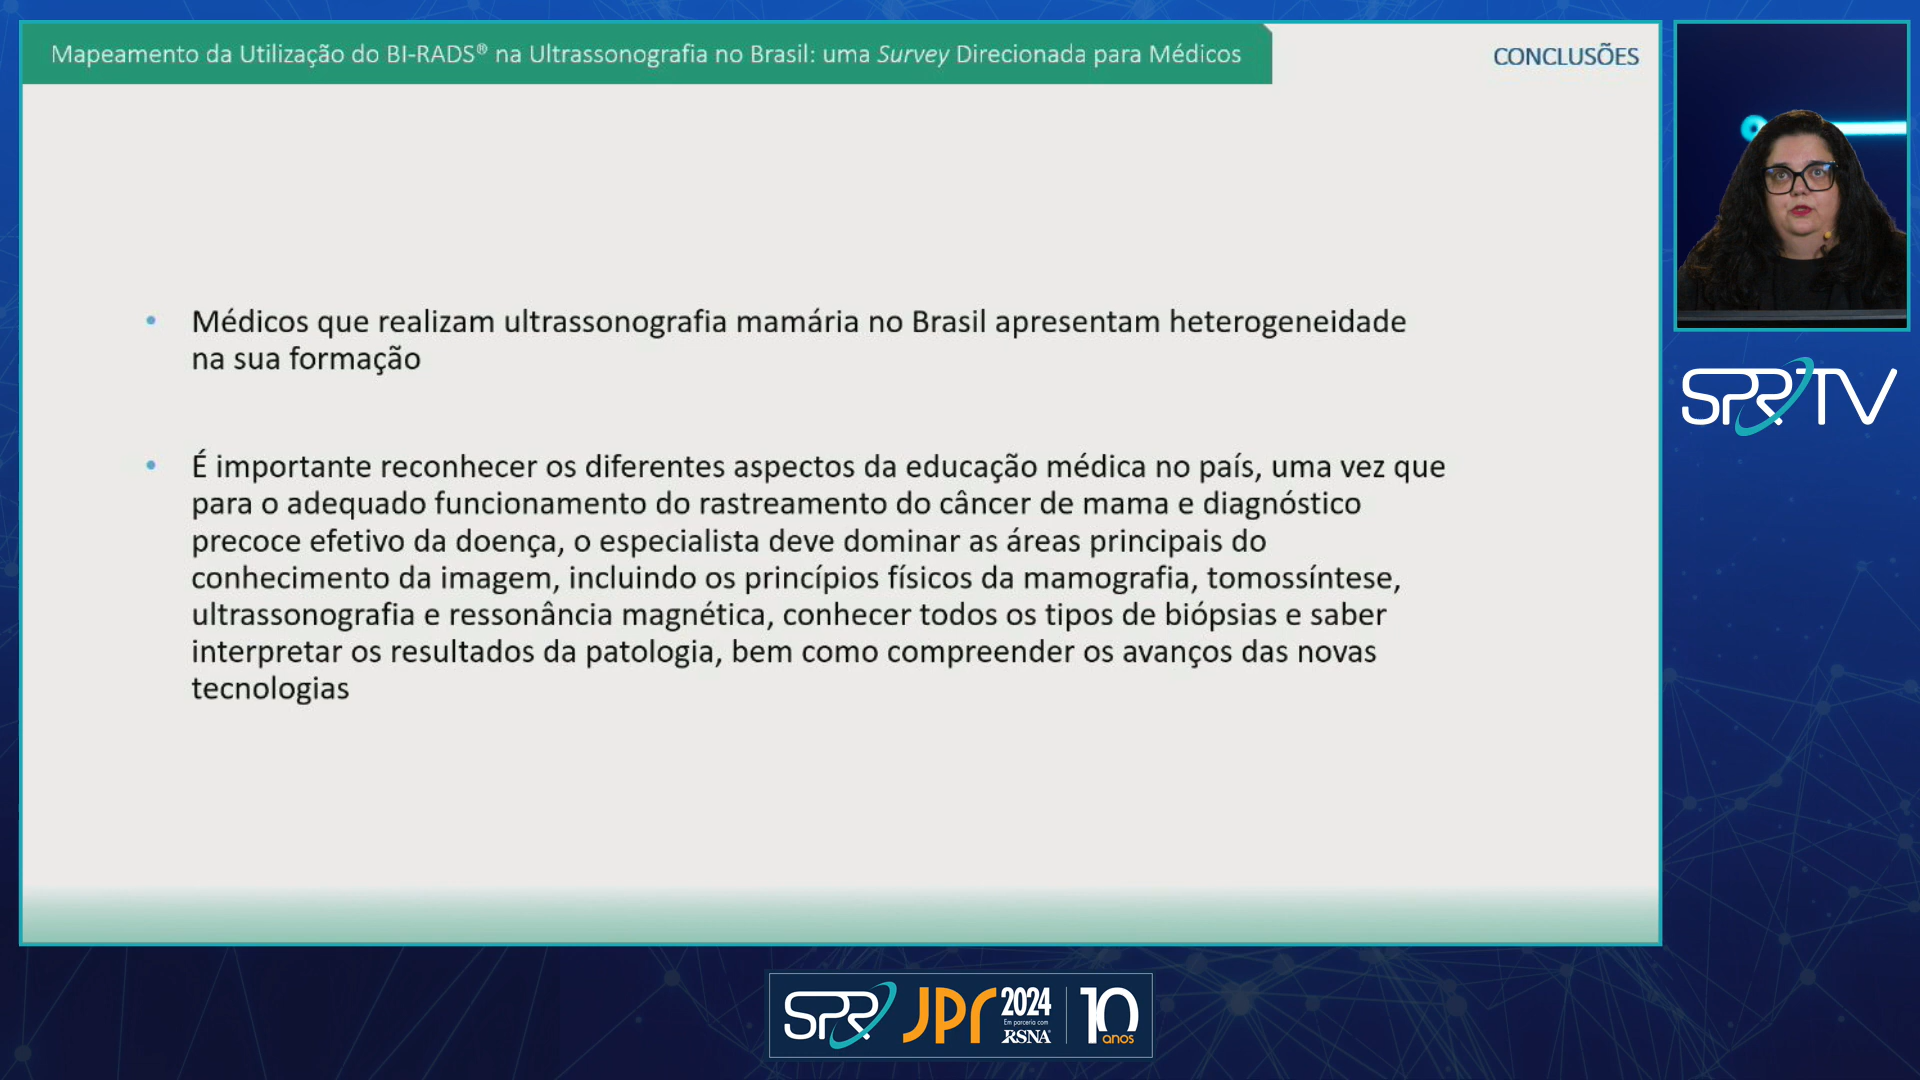 Mapeamento da Utilização do BI-RADS® na Ultrassonografia no Brasil: uma Survey Direcionada para Médicos
CONCLUSÕES
• Médicos que realizam ultrassonografia mamária no Brasil apresentam heterogeneidade
na sua formação
• É importante reconhecer os diferentes aspectos da educação médica no país, uma vez que
para o adequado funcionamento do rastreamento do câncer de mama e diagnóstico
precoce efetivo da doença, o especialista deve dominar as áreas principais do
conhecimento da imagem, incluindo os princípios físicos da mamografia, tomossíntese,
ultrassonografia e ressonância magnética, conhecer todos os tipos de biópsias e saber
interpretar os resultados da patologia, bem como compreender os avanços das novas
tecnologias
SPR TV
SPR JPR 2024
Em parceria com
RSNA
10
anos